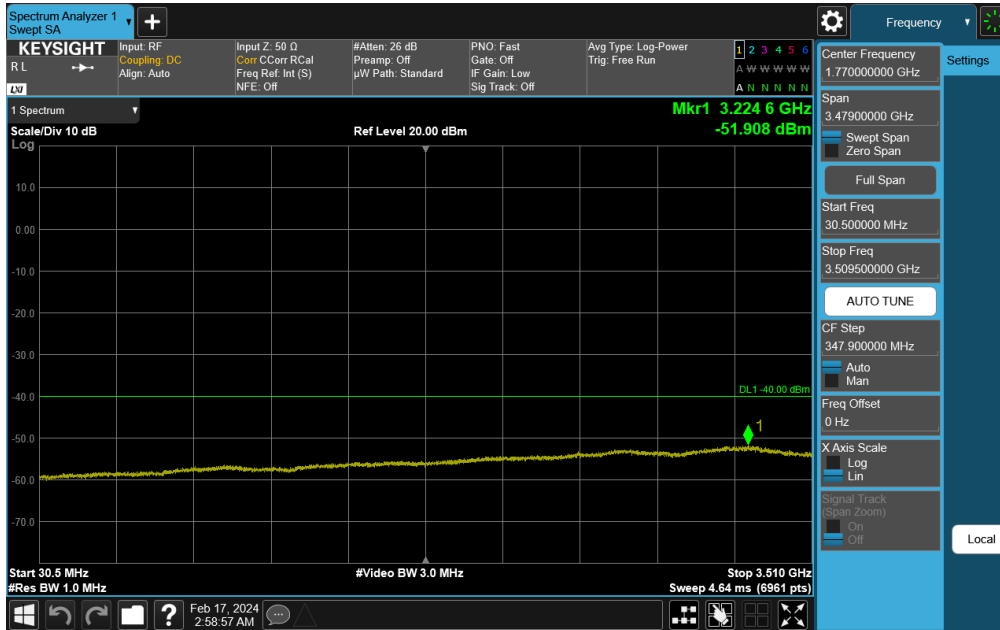 Spectrum Analyzer 1
Swept SA
Frequency
KEYSIGHT
R L
LXI
Input: RF
Coupling: DC
Align: Auto
Input Z: 50 Ω
Corr CCorr RCal
Freq Ref: Int (S)
NFE: Off
#Atten: 26 dB
Preamp: Off
µW Path: Standard
PNO: Fast
Gate: Off
IF Gain: Low
Sig Track: Off
Avg Type: Log-Power
Trig: Free Run
1 2 3 4 5 6
A W W W W W
A N N N N N
1 Spectrum
Mkr1 3.224 6 GHz
Scale/Div 10 dB
Ref Level 20.00 dBm
-51.908 dBm
Log
10.0
0.00
-10.0
-20.0
-30.0
-40.0
-50.0
-60.0
-70.0
DL1 -40.00 dBm
1
Start 30.5 MHz
#Video BW 3.0 MHz
Stop 3.510 GHz
#Res BW 1.0 MHz
Sweep 4.64 ms (6961 pts)
?
Feb 17, 2024
2:58:57 AM
Center Frequency
1.770000000 GHz
Settings
Span
3.47900000 GHz
Swept Span
Zero Span
Full Span
Start Freq
30.500000 MHz
Stop Freq
3.509500000 GHz
AUTO TUNE
CF Step
347.900000 MHz
Auto
Man
Freq Offset
0 Hz
X Axis Scale
Log
Lin
Signal Track
(Span Zoom)
On
Off
Local